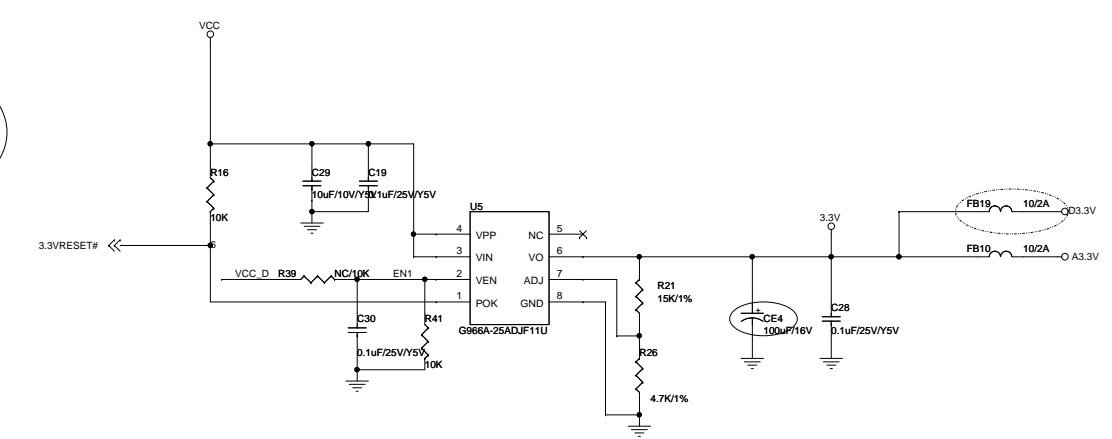 VCC
R16
10K
C29
10uF/10V/Y5V
C19
0.1uF/25V/Y5V
3.3VRESET#
6
VCC_D
R39
NC/10K
EN1
C30
0.1uF/25V/Y5V
R41
10K
U5
4 VPP
3 VIN
2 VEN
1 POK
NC 5
VO 6
ADJ 7
GND 8
G966A-25ADJF11U
R21
15K/1%
R26
4.7K/1%
CE4
100uF/16V
+
3.3V
C28
0.1uF/25V/Y5V
FB19
10/2A
D3.3V
FB10
10/2A
A3.3V